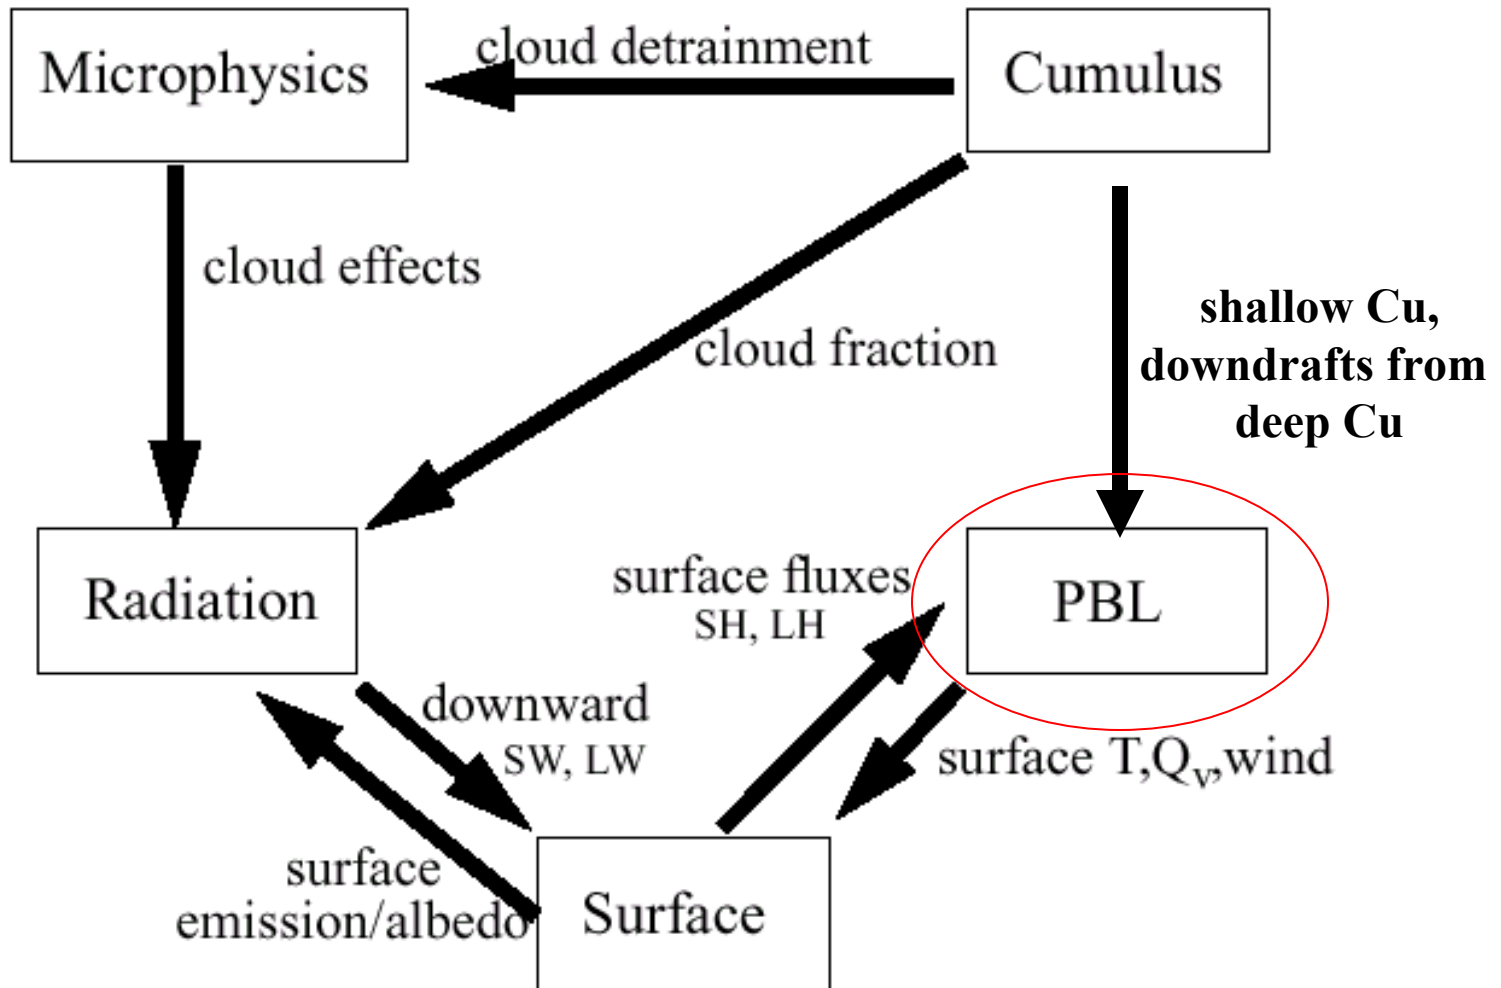 Microphysics
cloud detrainment
Cumulus
cloud effects
cloud fraction
shallow Cu,
downdrafts from
deep Cu
Radiation
surface fluxes
SH, LH
PBL
downward
SW, LW
surface T,Qv,wind
surface
emission/albedo
Surface